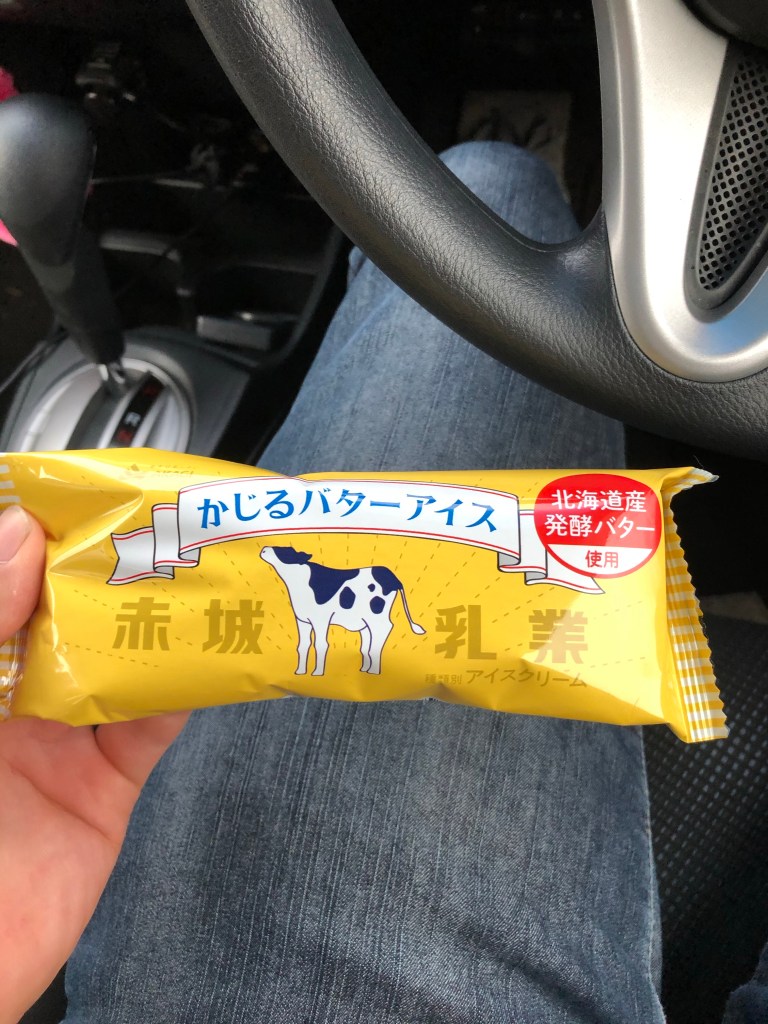 かじるバターアイス
北海道産
発酵バター
使用
赤城
乳業
種類別 アイスクリーム
R